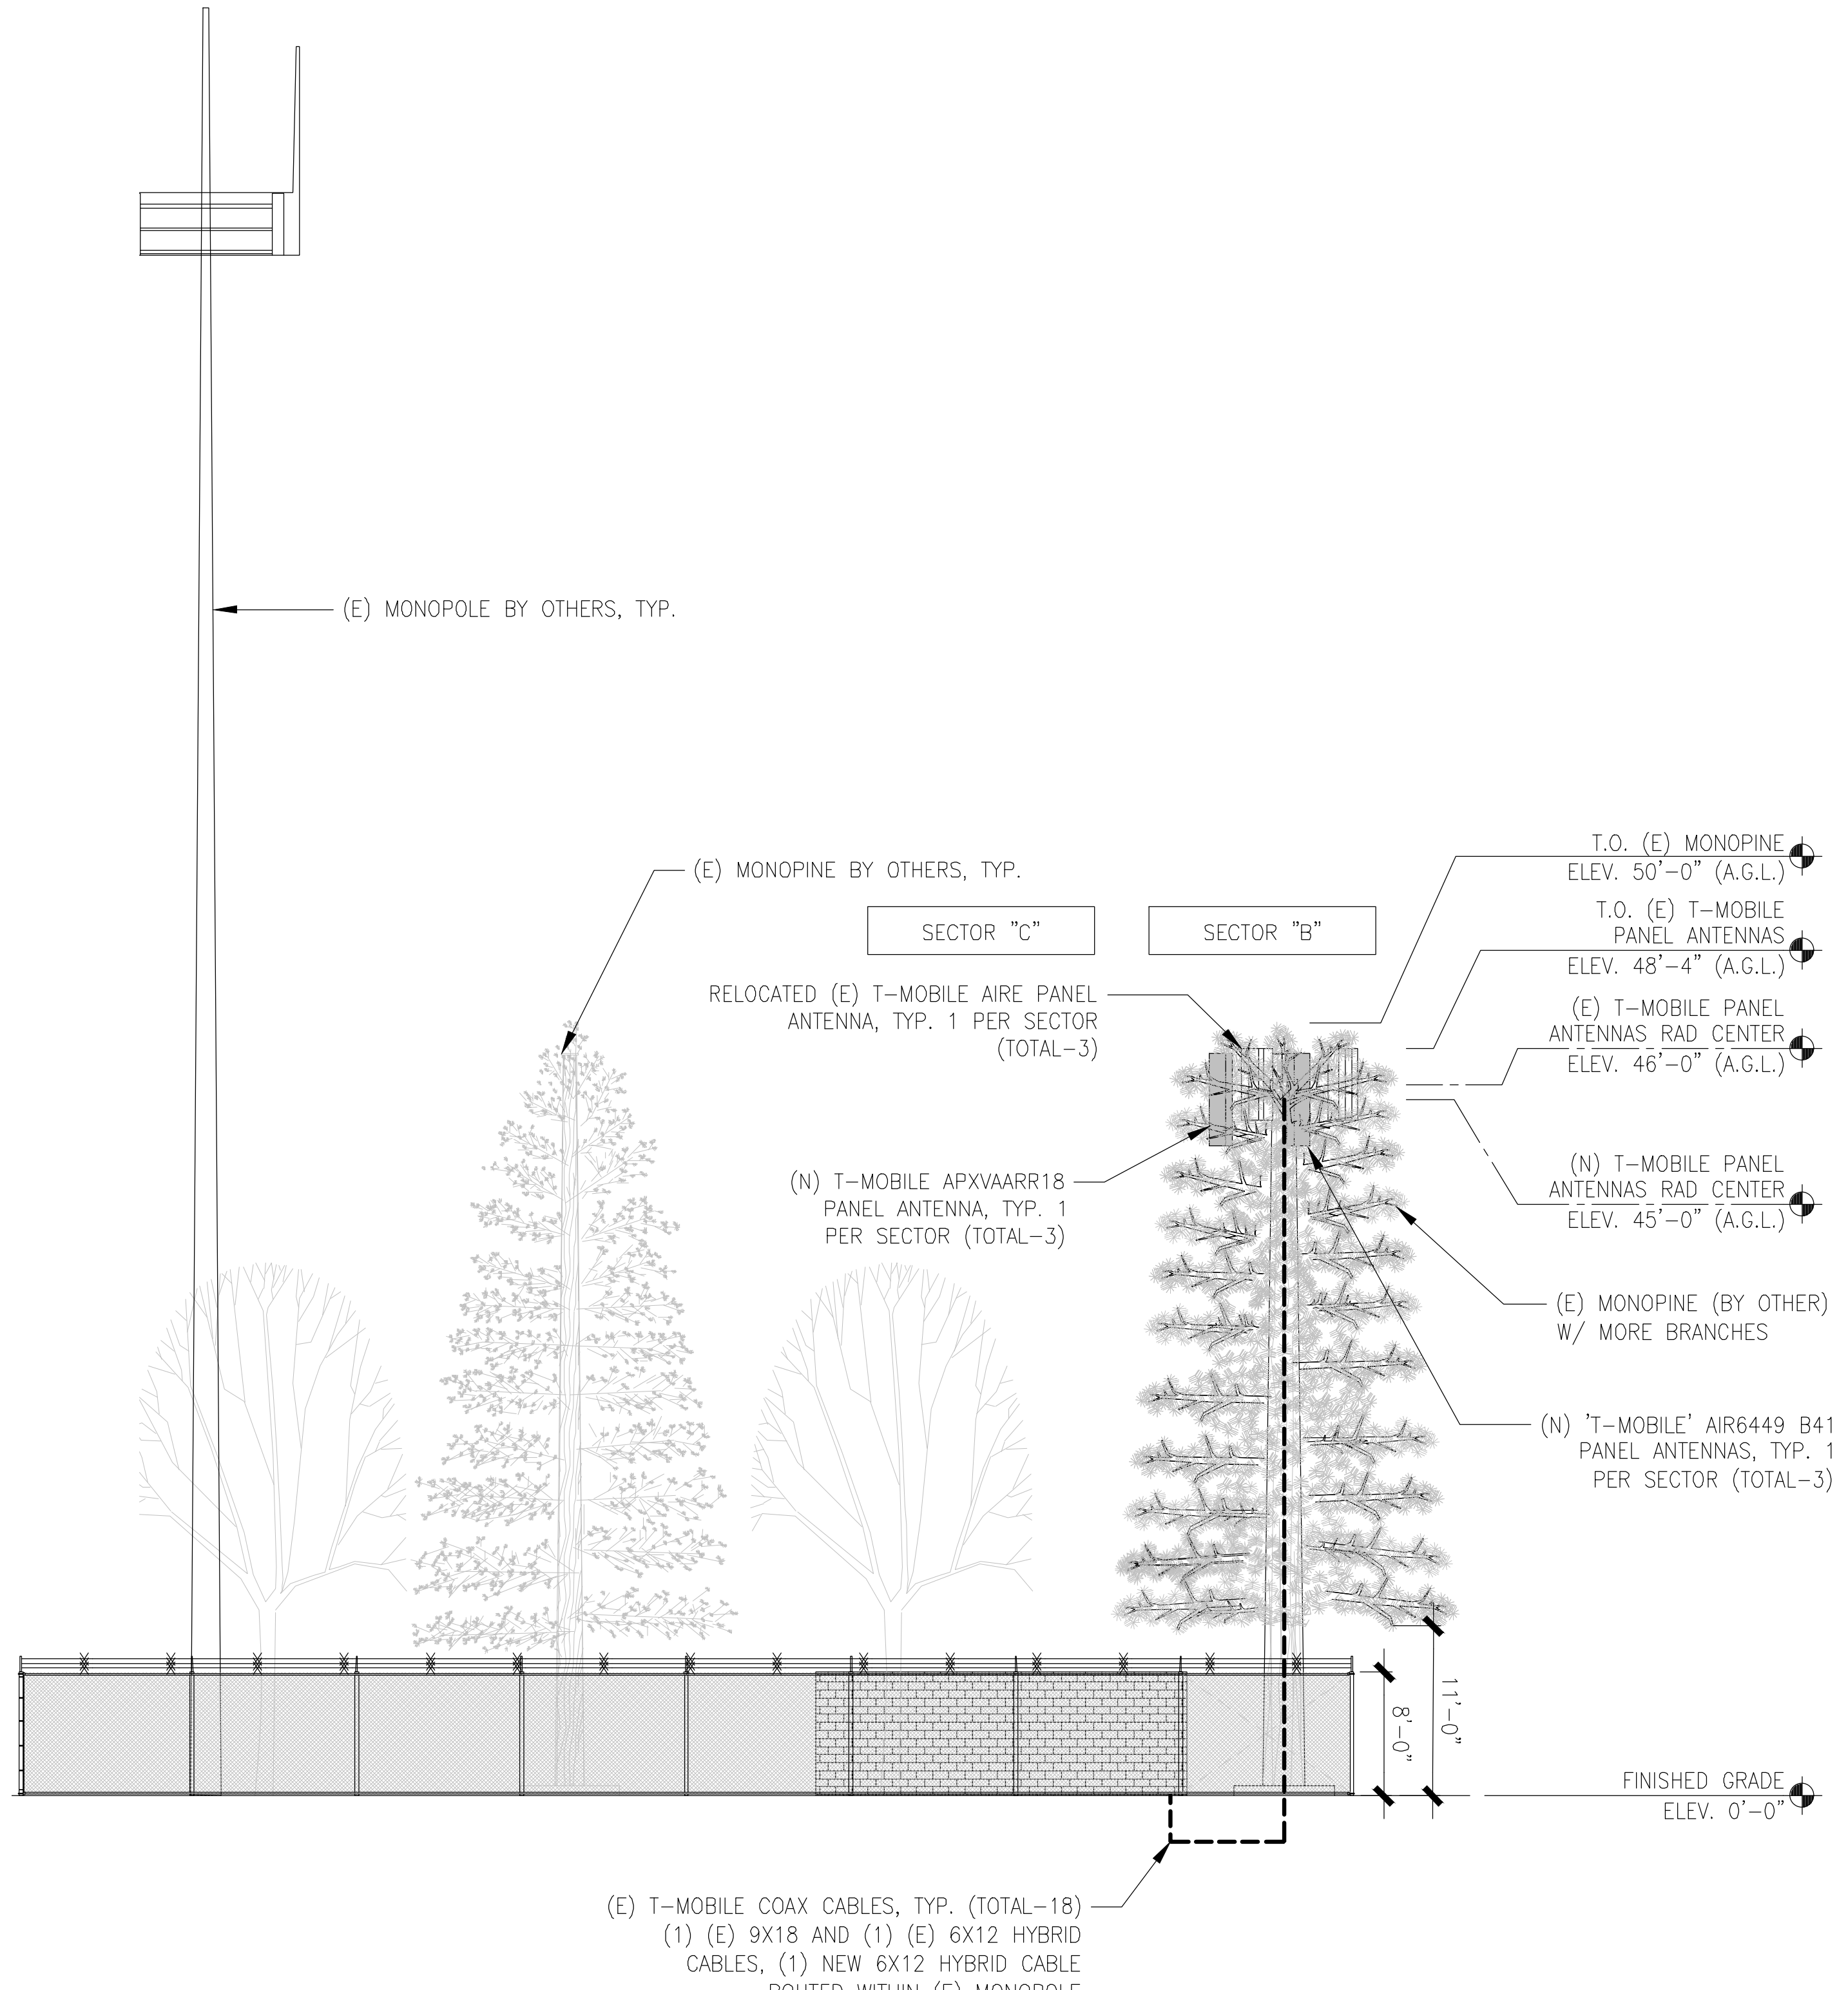 (E) MONOPOLE BY OTHERS, TYP.
(E) MONOPINE BY OTHERS, TYP.
SECTOR "C"
SECTOR "B"
RELOCATED (E) T-MOBILE AIRE PANEL
ANTENNA, TYP. 1 PER SECTOR
(TOTAL-3)
(N) T-MOBILE APXVAARR18
PANEL ANTENNA, TYP. 1
PER SECTOR (TOTAL-3)
T.O. (E) MONOPINE
ELEV. 50'-0" (A.G.L.)
T.O. (E) T-MOBILE
PANEL ANTENNAS
ELEV. 48'-4" (A.G.L.)
(E) T-MOBILE PANEL
ANTENNAS RAD CENTER
ELEV. 46'-0" (A.G.L.)
(N) T-MOBILE PANEL
ANTENNAS RAD CENTER
ELEV. 45'-0" (A.G.L.)
(E) MONOPINE (BY OTHER)
W/ MORE BRANCHES
(N) 'T-MOBILE' AIR6449 B41
PANEL ANTENNAS, TYP. 1
PER SECTOR (TOTAL-3)
8'-0"
11'-0"
FINISHED GRADE
ELEV. 0'-0"
(E) T-MOBILE COAX CABLES, TYP. (TOTAL-18)
(1) (E) 9X18 AND (1) (E) 6X12 HYBRID
CABLES, (1) NEW 6X12 HYBRID CABLE
ROUTED WITHIN (E) MONOPOLE